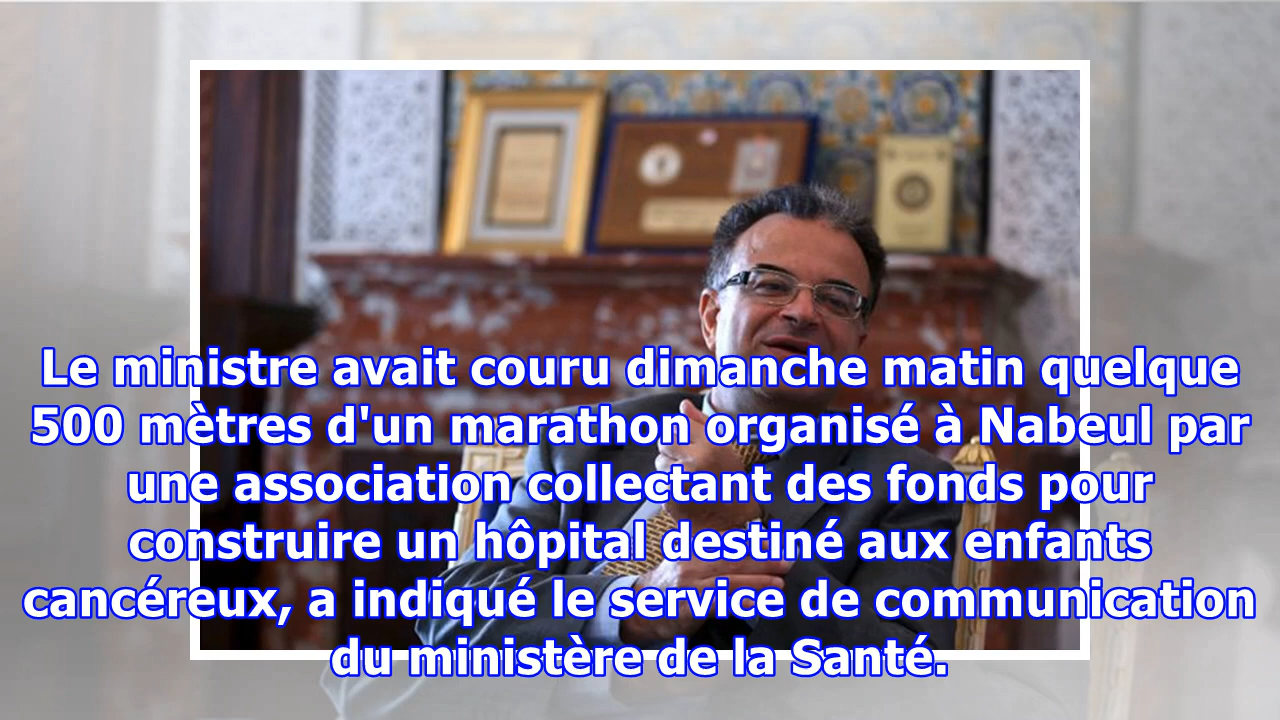 Le ministre avait couru dimanche matin quelque
500 mètres d'un marathon organisé à Nabeul par
une association collectant des fonds pour
construire un hôpital destiné aux enfants
cancéreux, a indiqué le service de communication
du ministère de la Santé.